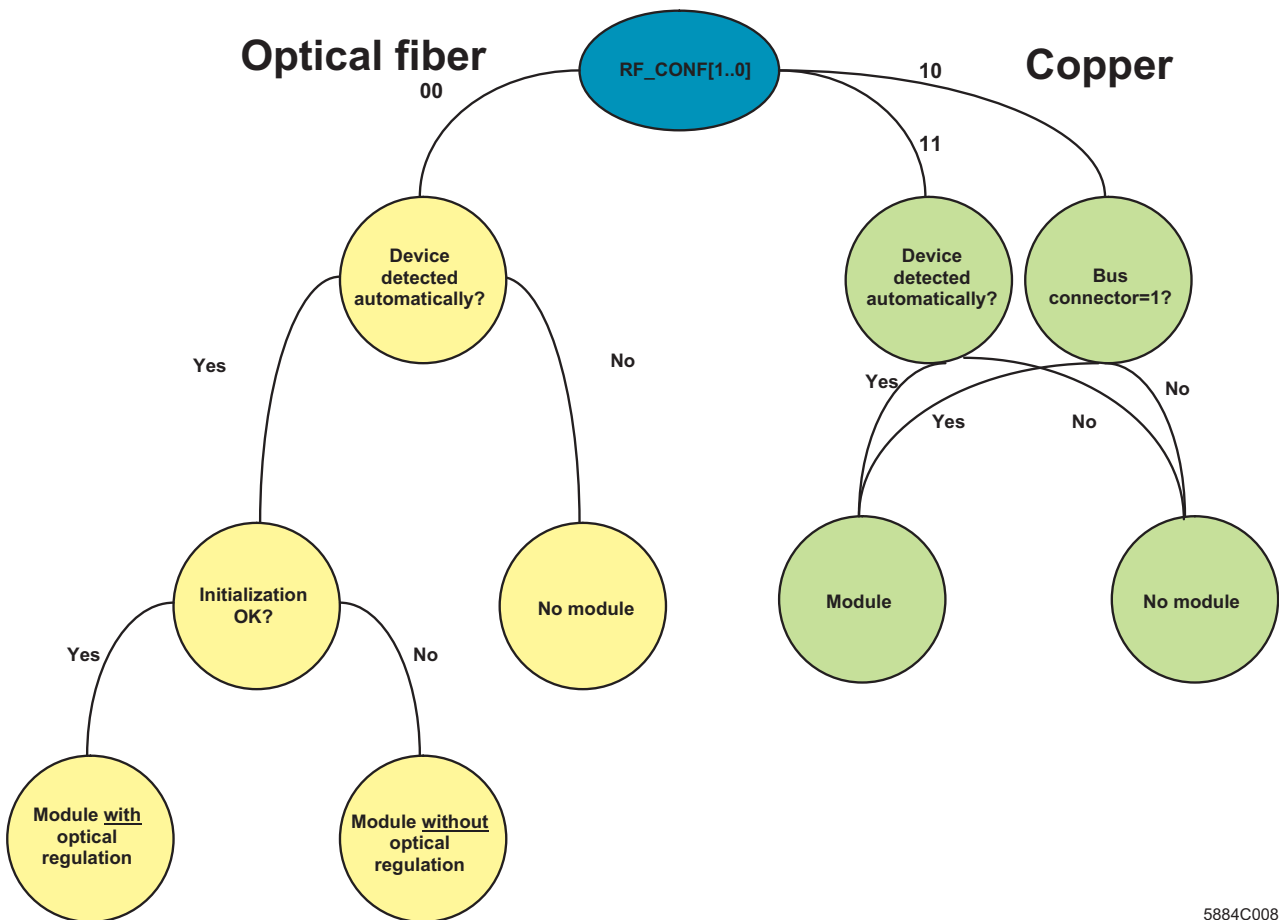 Optical fiber
RF_CONF[1..0]
Copper
00
10
11
Device
detected
automatically?
Device
detected
automatically?
Bus
connector=1?
Yes
No
Yes
Yes
No
No
Initialization
OK?
No module
Module
No module
Yes
No
Module with
optical
regulation
Module without
optical
regulation
5884C008